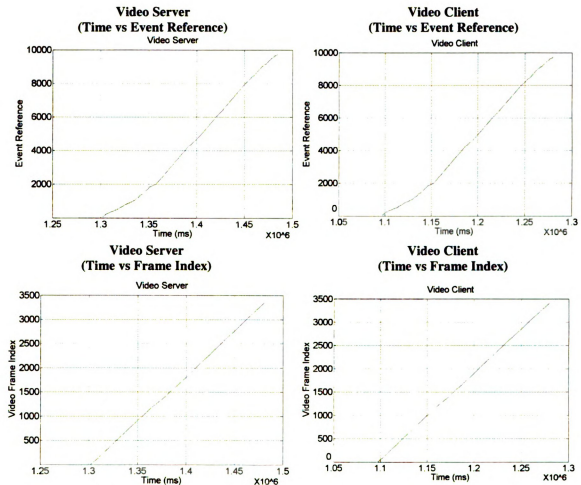 Video Server
(Time vs Event Reference)
Video Server
10000
8000
6000
4000
2000
Event Reference
1.25 1.3 1.35 1.4 1.45 1.5
Time (ms) X10^6
Video Client
(Time vs Event Reference)
Video Client
10000
8000
6000
4000
2000
0
Event Reference
1.05 1.1 1.15 1.2 1.25 1.3
Time (ms) X10^6
Video Server
(Time vs Frame Index)
Video Server
3500
3000
2500
2000
1500
1000
500
Video Frame Index
1.25 1.3 1.35 1.4 1.45 1.5
Time (ms) X10^6
Video Client
(Time vs Frame Index)
Video Client
3500
3000
2500
2000
1500
1000
500
0
Video Frame Index
1.05 1.1 1.15 1.2 1.25 1.3
Time (ms) X10^6